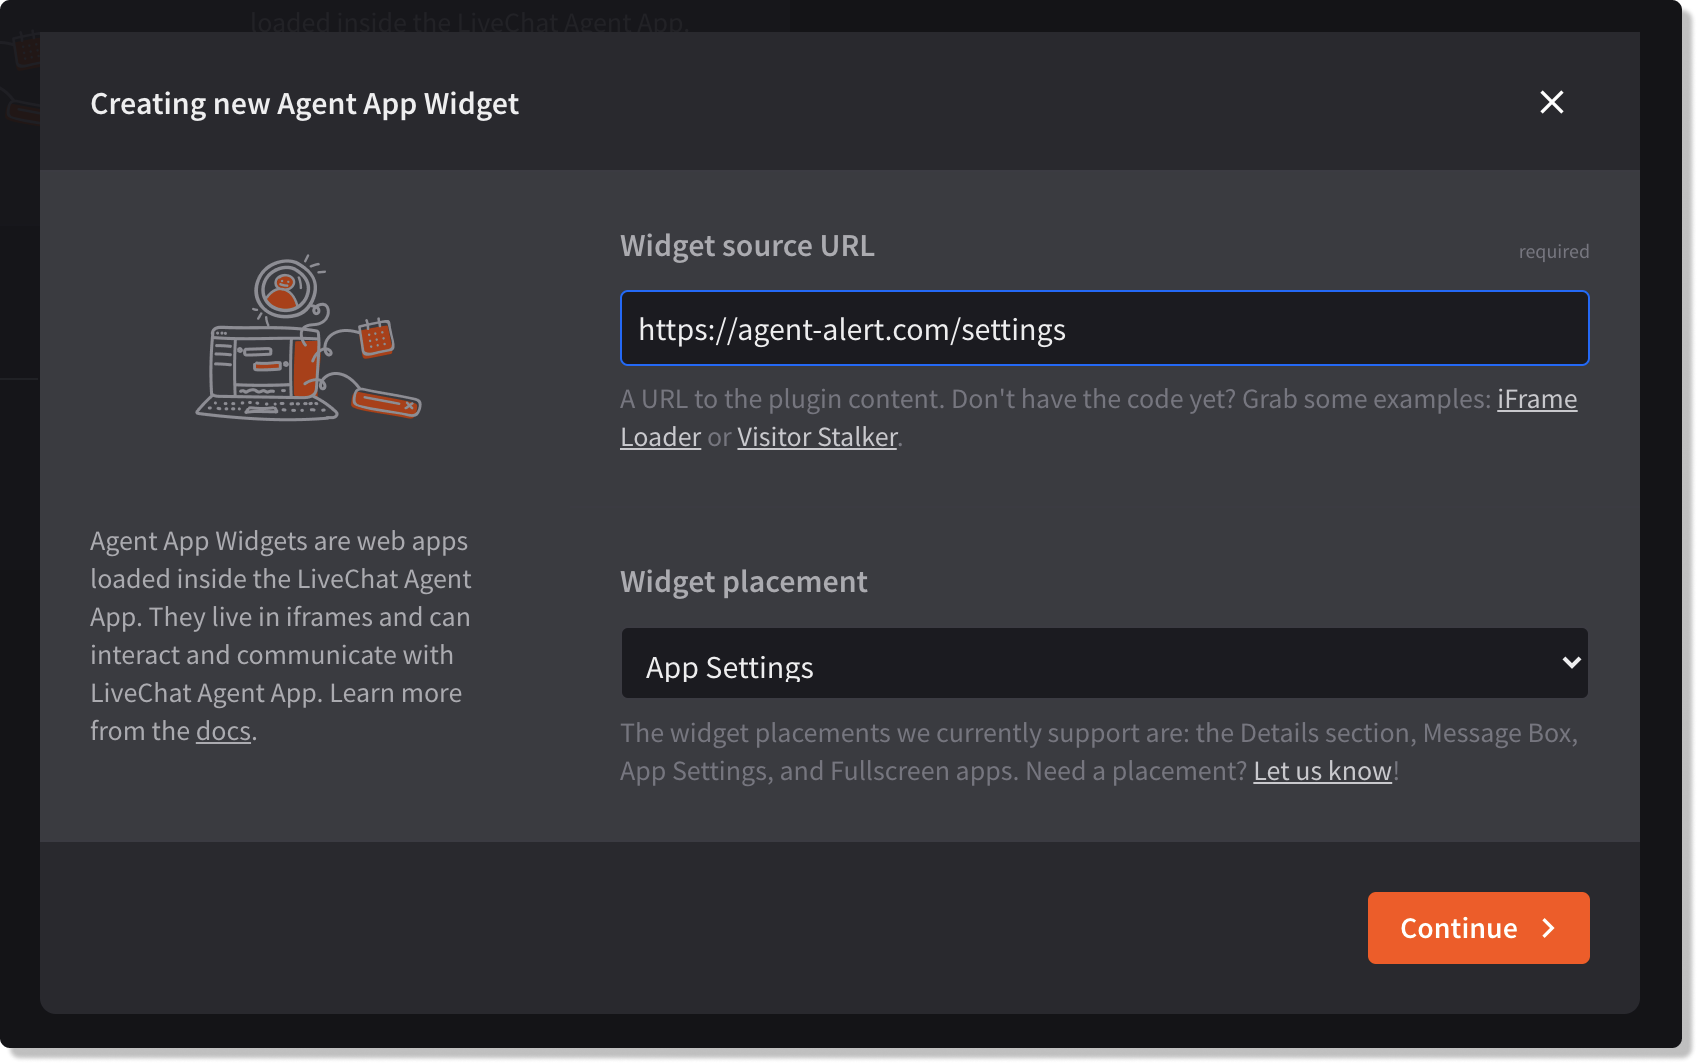 loaded inside the LiveChat Agent App.
Creating new Agent App Widget
Widget source URL
required
https://agent-alert.com/settings
A URL to the plugin content. Don't have the code yet? Grab some examples: iFrame
Loader or Visitor Stalker.
Agent App Widgets are web apps
loaded inside the LiveChat Agent
App. They live in iframes and can
interact and communicate with
LiveChat Agent App. Learn more
from the docs.
Widget placement
App Settings
The widget placements we currently support are: the Details section, Message Box,
App Settings, and Fullscreen apps. Need a placement? Let us know!
Continue